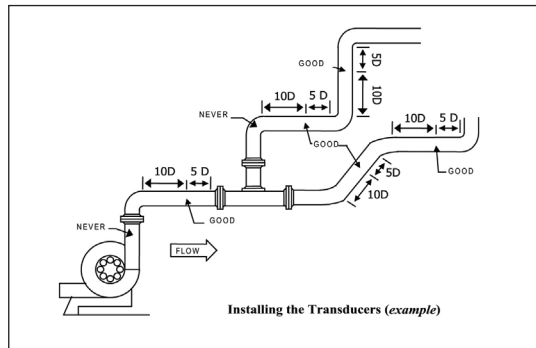 5D
GOOD
10D
10D 5 D
NEVER
10D 5 D
GOOD
5D
GOOD
10D
10D 5 D
GOOD
NEVER
FLOW
Installing the Transducers (example)